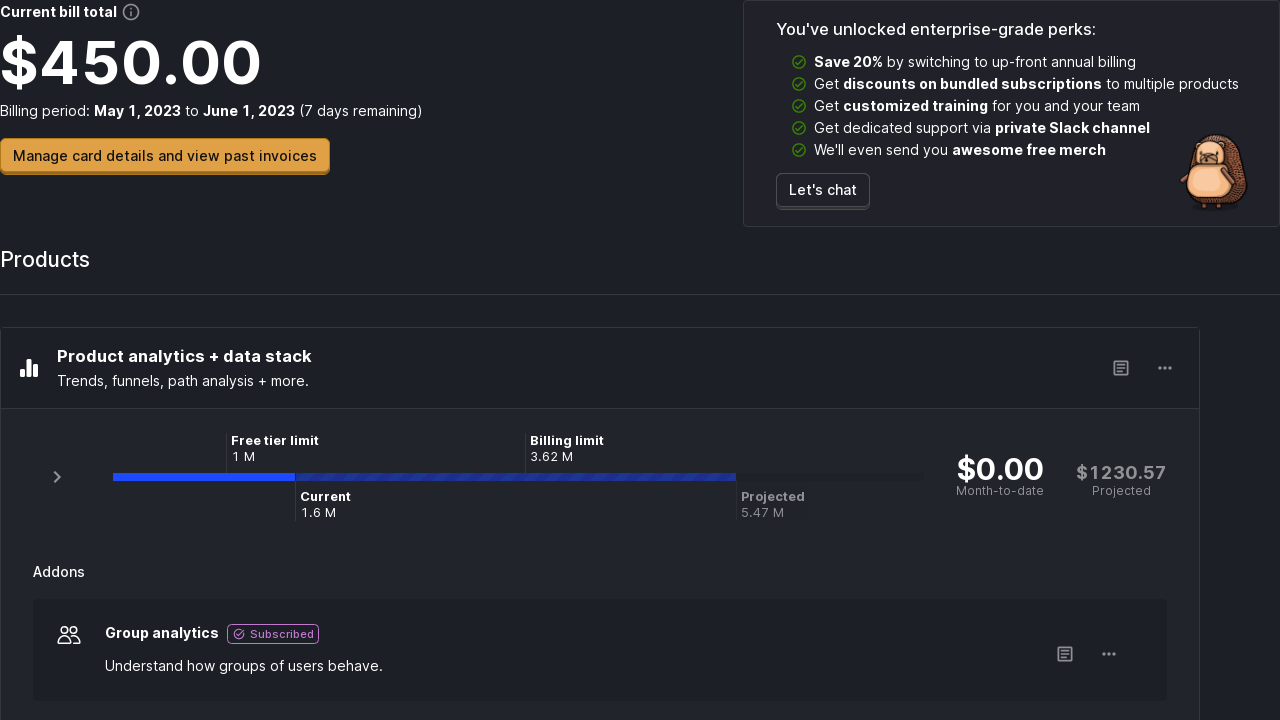 Current bill total
$450.00
Billing period: May 1, 2023 to June 1, 2023 (7 days remaining)
Manage card details and view past invoices
You've unlocked enterprise-grade perks:
Save 20% by switching to up-front annual billing
Get discounts on bundled subscriptions to multiple products
Get customized training for you and your team
Get dedicated support via private Slack channel
We'll even send you awesome free merch
Let's chat
Products
Product analytics + data stack
Trends, funnels, path analysis + more.
Free tier limit
1 M
Billing limit
3.62 M
Current
1.6 M
Projected
5.47 M
$0.00
Month-to-date
$1230.57
Projected
Addons
Group analytics
Subscribed
Understand how groups of users behave.